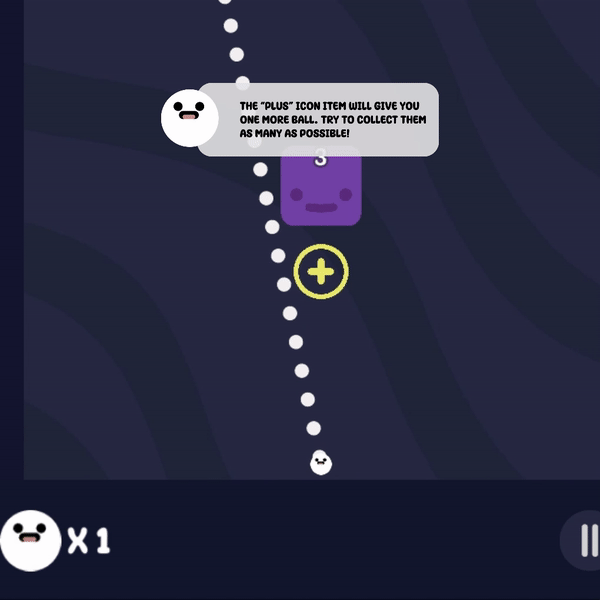 THE "PLUS" ICON ITEM WILL GIVE YOU
ONE MORE BALL. TRY TO COLLECT THEM
AS MANY AS POSSIBLE!
3
X 1